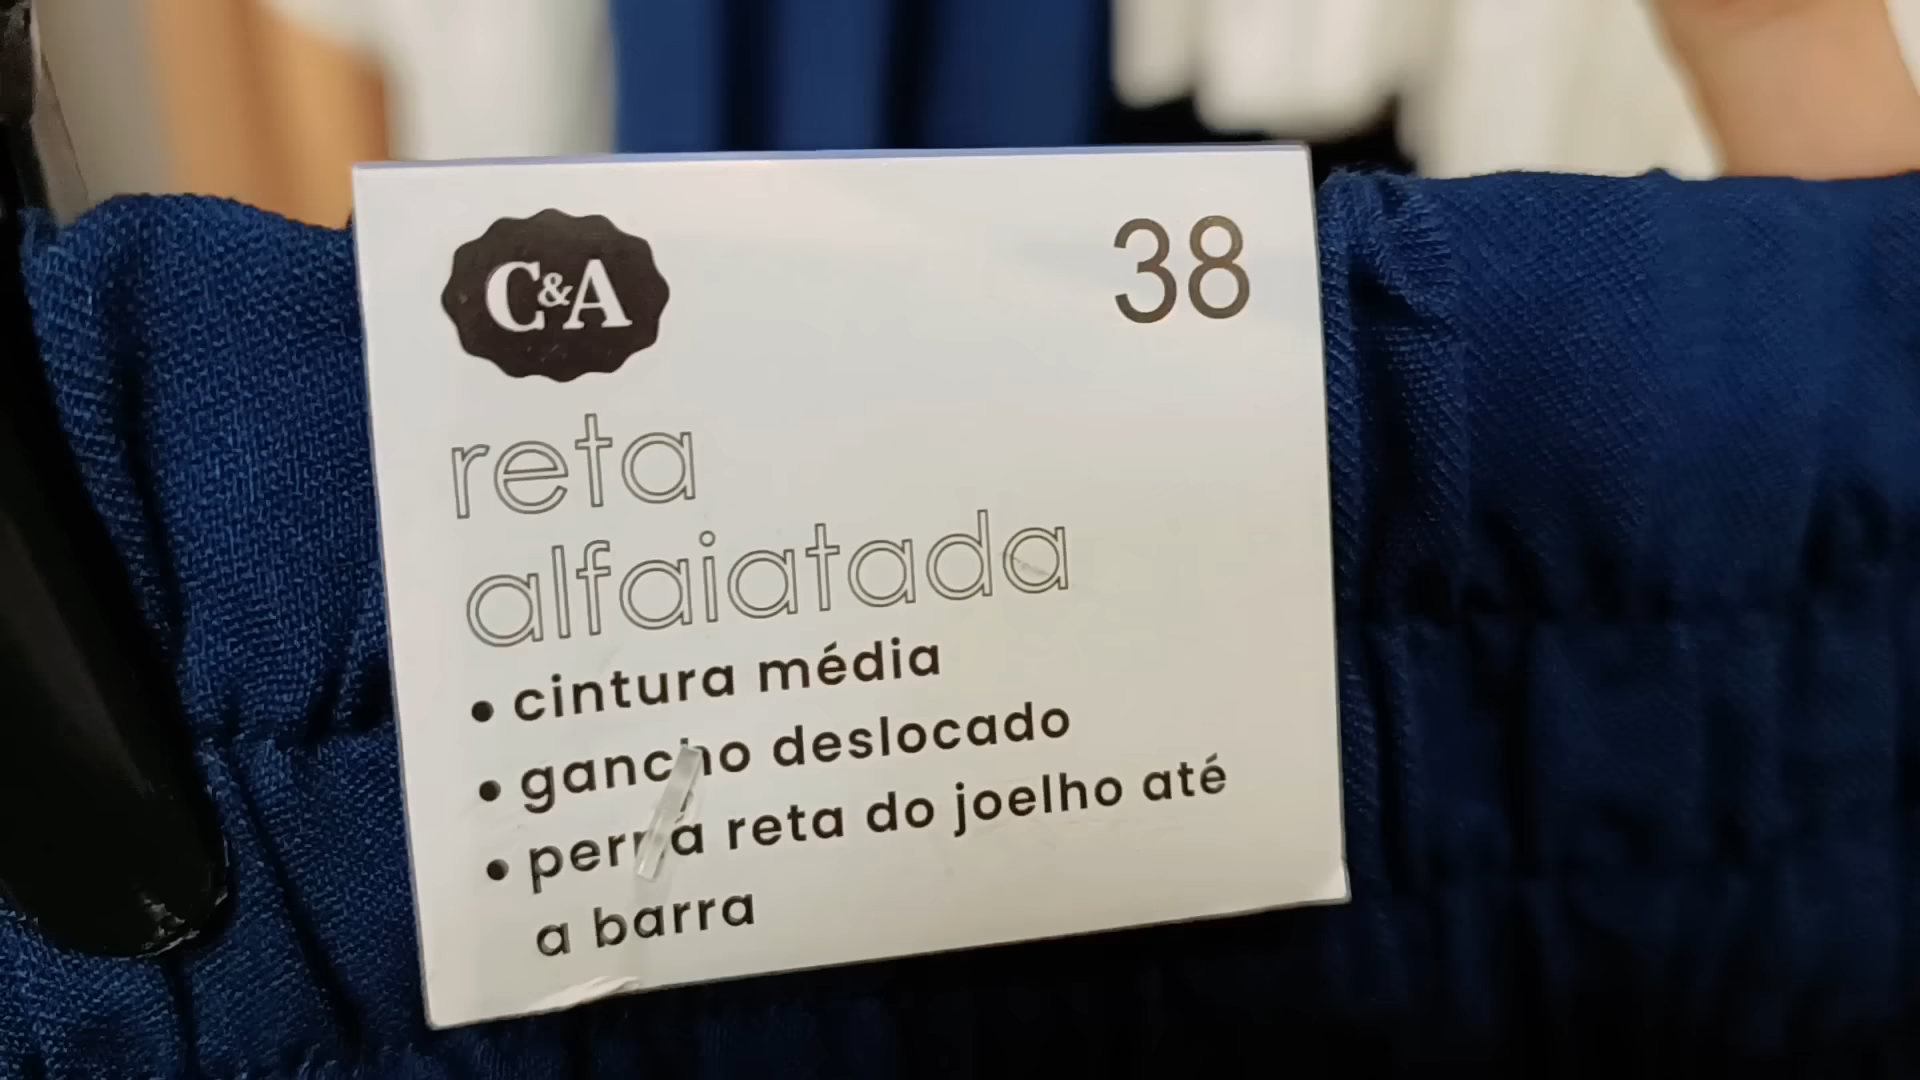 C&A
38
reta
alfaiatada
• cintura média
• gancho deslocado
• perna reta do joelho até
a barra